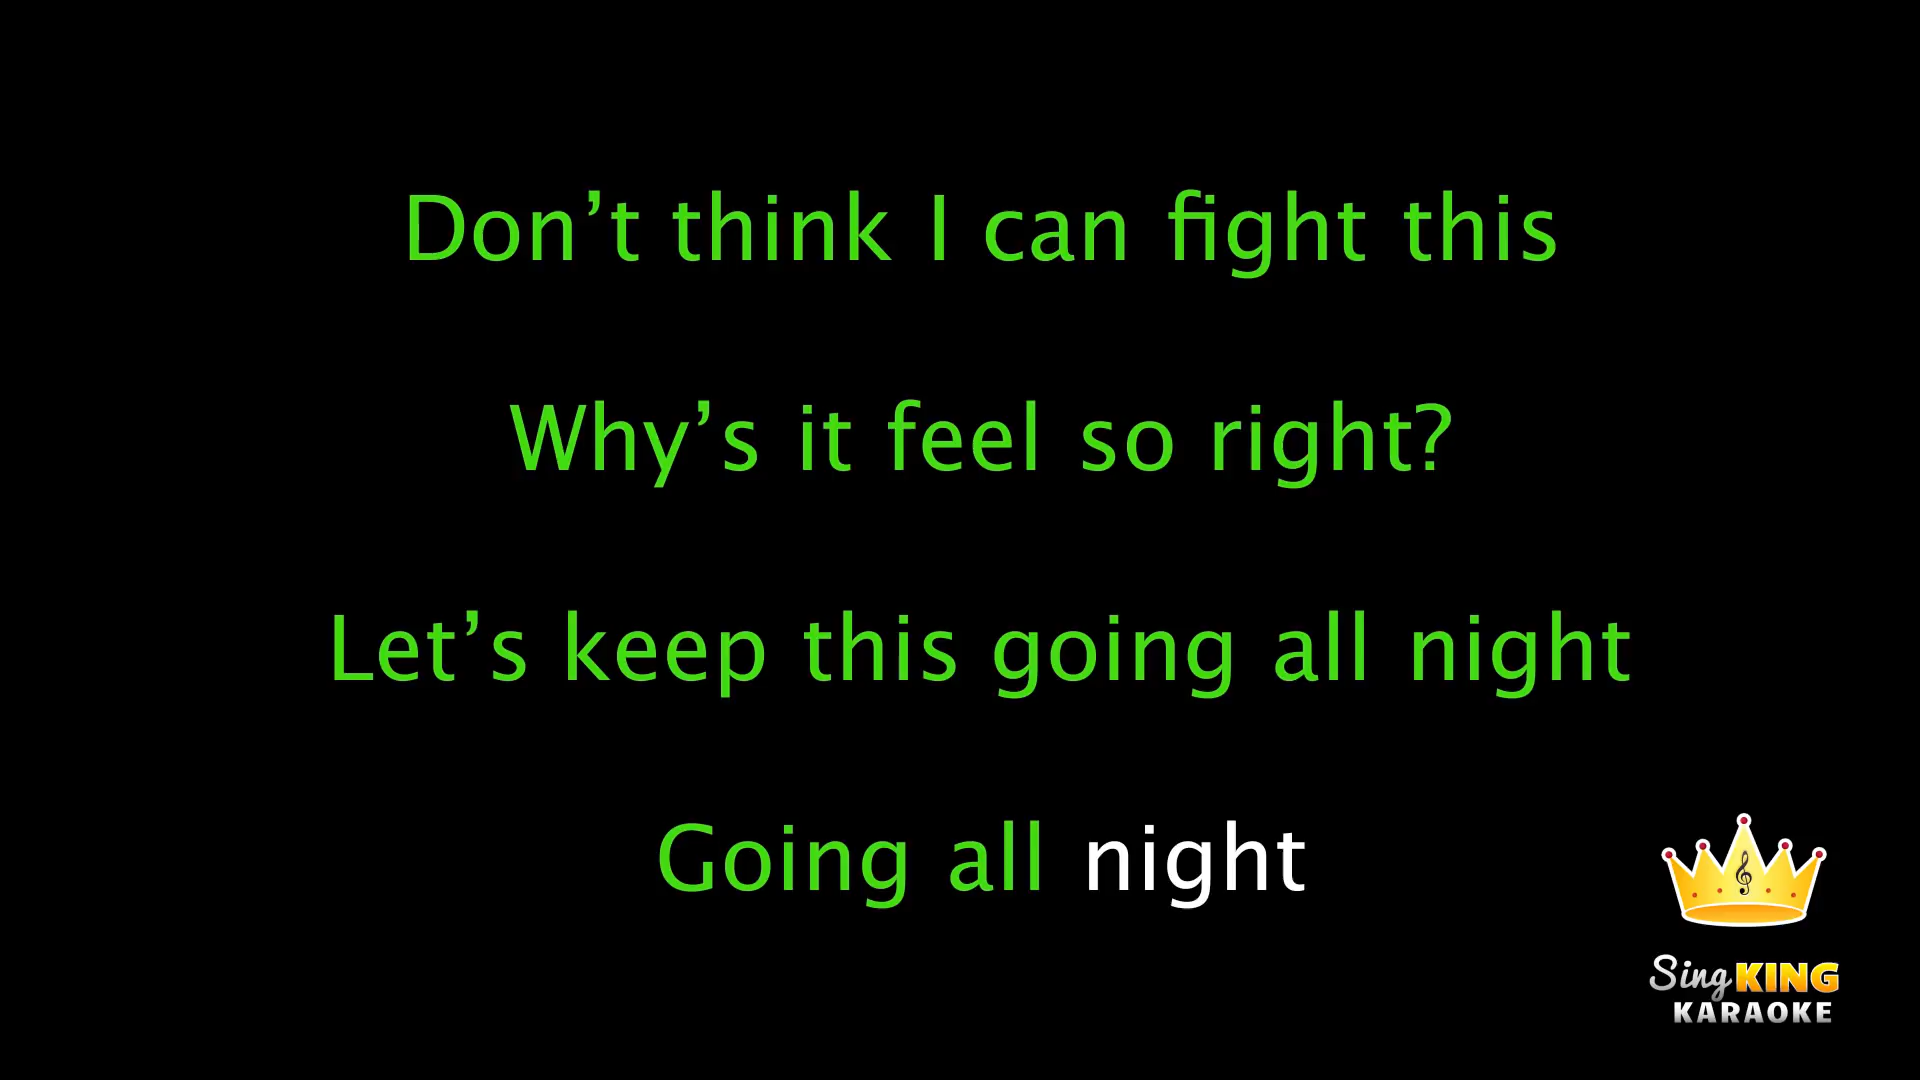 Don’t think I can fight this
Why’s it feel so right?
Let’s keep this going all night
Going all night
Sing KING
KARAOKE